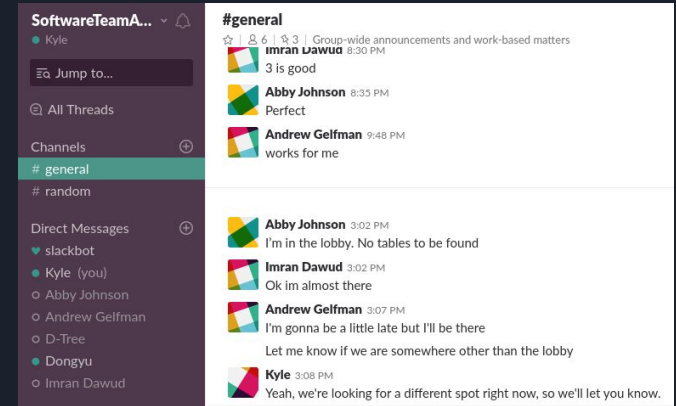 SoftwareTeamA...
Kyle
Jump to...
All Threads
Channels
# general
# random
Direct Messages
slackbot
Kyle (you)
Abby Johnson
Andrew Gelfman
D-Tree
Dongyu
Imran Dawud
#general
6 | 3 | Group-wide announcements and work-based matters
Imran Dawud 8:30 PM
3 is good
Abby Johnson 8:35 PM
Perfect
Andrew Gelfman 9:48 PM
works for me
Abby Johnson 3:02 PM
I'm in the lobby. No tables to be found
Imran Dawud 3:02 PM
Ok im almost there
Andrew Gelfman 3:07 PM
I'm gonna be a little late but I'll be there
Let me know if we are somewhere other than the lobby
Kyle 3:08 PM
Yeah, we're looking for a different spot right now, so we'll let you know.